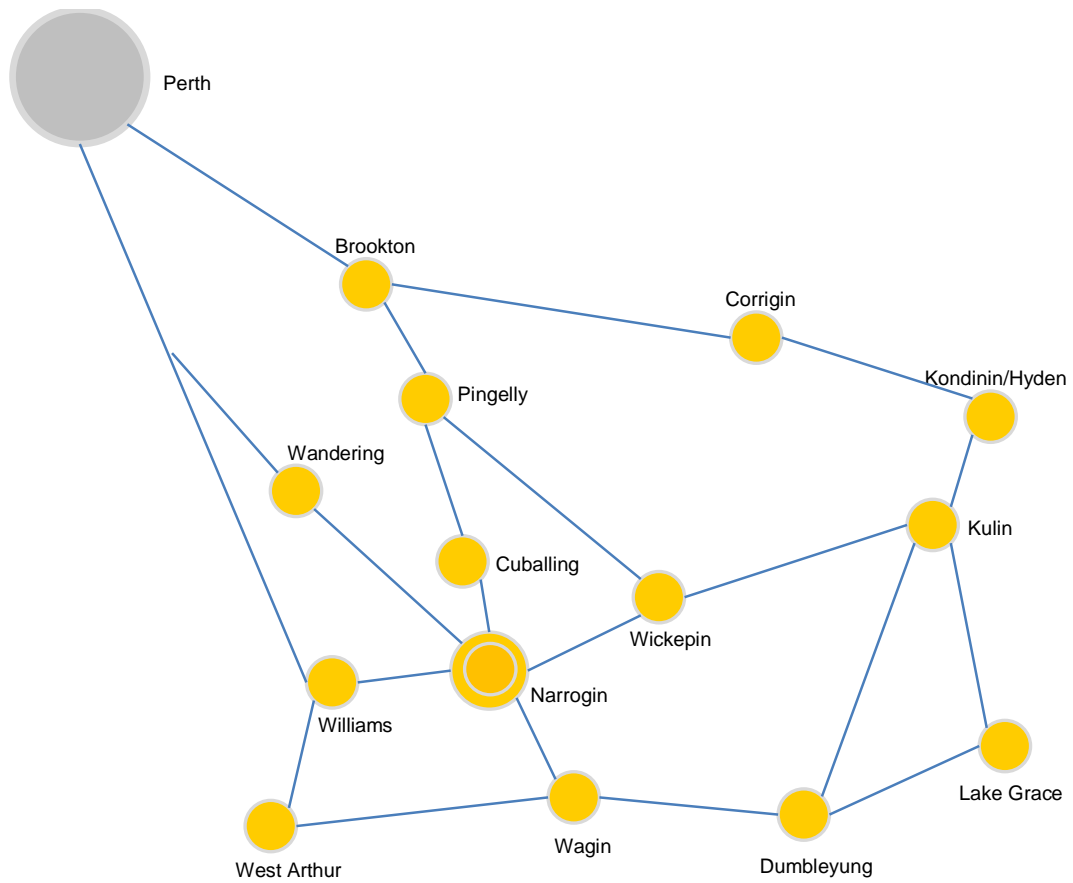 Perth
Brookton
Corrigin
Kondinin/Hyden
Pingelly
Wandering
Kulin
Cuballing
Wickepin
Narrogin
Williams
Lake Grace
Wagin
Dumbleyung
West Arthur